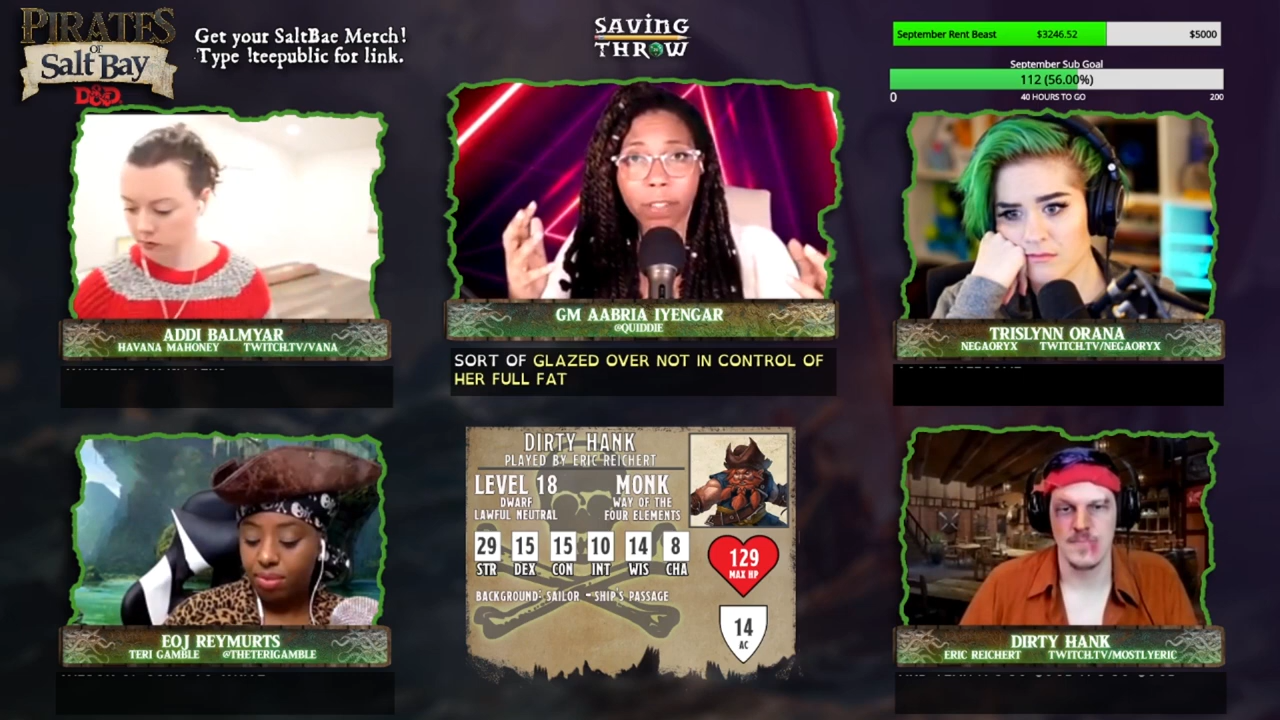 PIRATES
OF
Salt Bay
D&D
Get your SaltBae Merch!
Type !teepublic for link.
SAVING
THROW
September Rent Beast $3246.52 $5000
September Sub Goal
112 (56.00%)
0 40 HOURS TO GO 200
ADDI BALMYAR
HAVANA MAHONEY TWITCH.TV/VANA
GM AABRIA IYENGAR
@QUIDDIE
SORT OF GLAZED OVER NOT IN CONTROL OF
HER FULL FAT
TRISLYNN ORANA
NEGAORYX TWITCH.TV/NEGAORYX
EOJ REYMURTS
TERI GAMBLE @THETERIGAMBLE
DIRTY HANK
PLAYED BY ERIC REICHERT
LEVEL 18 MONK
DWARF WAY OF THE
LAWFUL NEUTRAL FOUR ELEMENTS
29 15 15 10 14 8
STR DEX CON INT WIS CHA
129
MAX HP
BACKGROUND: SAILOR - SHIP'S PASSAGE
14
AC
DIRTY HANK
ERIC REICHERT TWITCH.TV/MOSTLYERIC